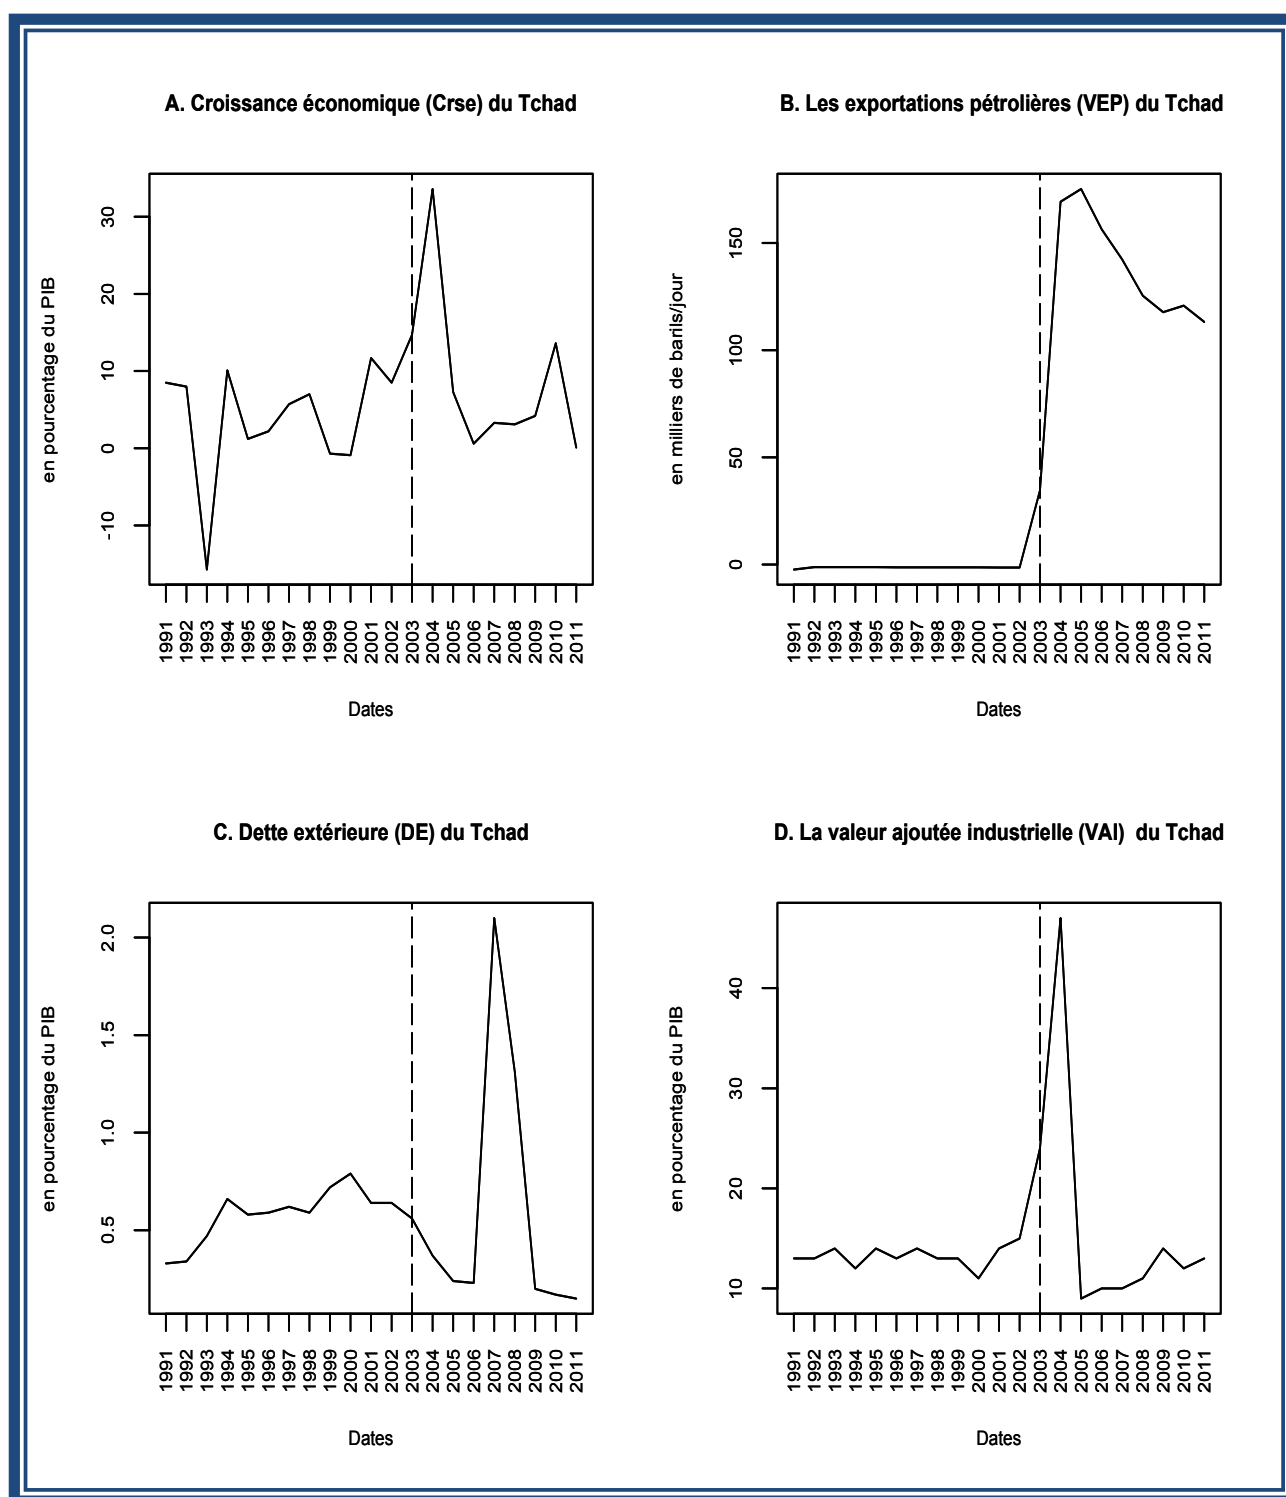 A. Croissance économique (Crse) du Tchad
en pourcentage du PIB
30
20
10
0
-10
1991 1992 1993 1994 1995 1996 1997 1998 1999 2000 2001 2002 2003 2004 2005 2006 2007 2008 2009 2010 2011
Dates
B. Les exportations pétrolières (VEP) du Tchad
en milliers de barils/jour
150
100
50
0
1991 1992 1993 1994 1995 1996 1997 1998 1999 2000 2001 2002 2003 2004 2005 2006 2007 2008 2009 2010 2011
Dates
C. Dette extérieure (DE) du Tchad
en pourcentage du PIB
2.0
1.5
1.0
0.5
1991 1992 1993 1994 1995 1996 1997 1998 1999 2000 2001 2002 2003 2004 2005 2006 2007 2008 2009 2010 2011
Dates
D. La valeur ajoutée industrielle (VAI) du Tchad
en pourcentage du PIB
40
30
20
10
1991 1992 1993 1994 1995 1996 1997 1998 1999 2000 2001 2002 2003 2004 2005 2006 2007 2008 2009 2010 2011
Dates